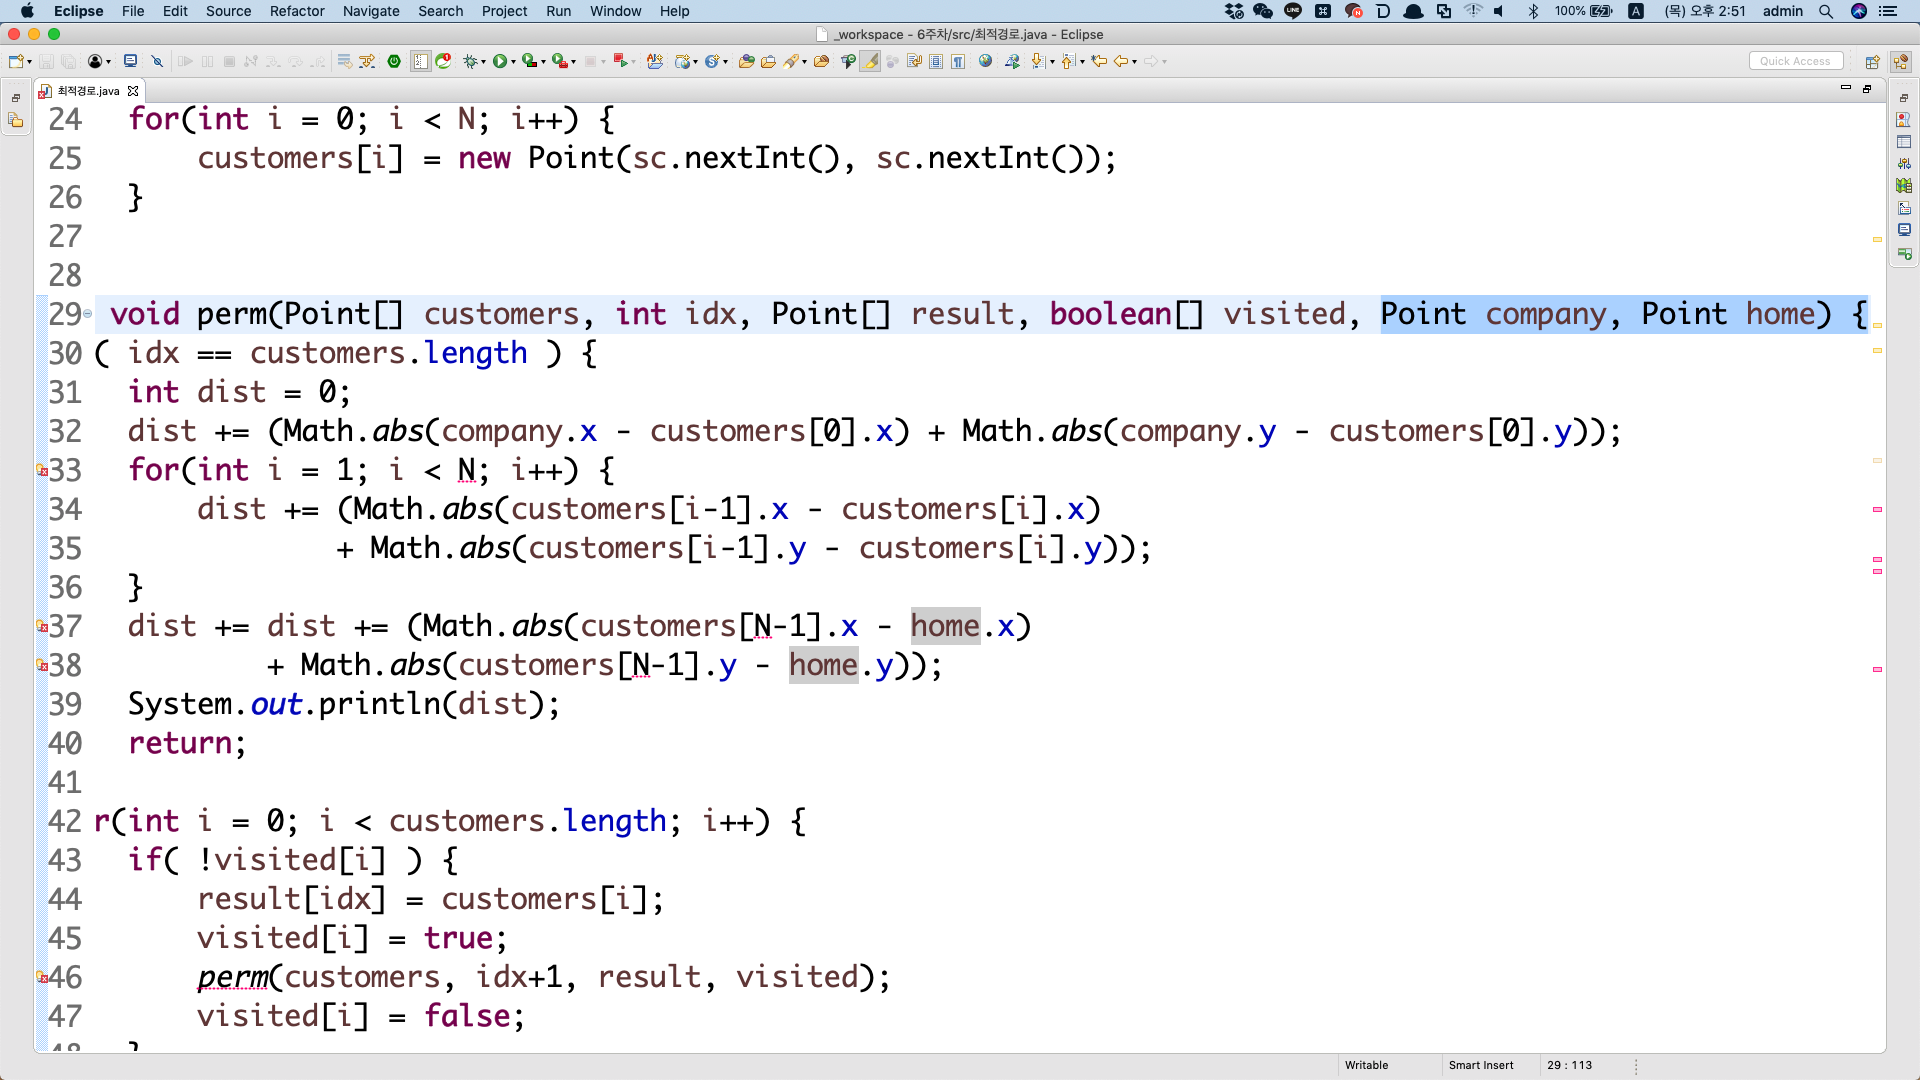 Eclipse File Edit Source Refactor Navigate Search Project Run Window Help 100% A (목) 오후 2:51 admin
_workspace - 6주차/src/최적경로.java - Eclipse
Quick Access
최적경로.java
24 for(int i = 0; i < N; i++) {
25 customers[i] = new Point(sc.nextInt(), sc.nextInt());
26 }
27
28
29 void perm(Point[] customers, int idx, Point[] result, boolean[] visited, Point company, Point home) {
30 ( idx == customers.length ) {
31 int dist = 0;
32 dist += (Math.abs(company.x - customers[0].x) + Math.abs(company.y - customers[0].y));
33 for(int i = 1; i < N; i++) {
34 dist += (Math.abs(customers[i-1].x - customers[i].x)
35 + Math.abs(customers[i-1].y - customers[i].y));
36 }
37 dist += dist += (Math.abs(customers[N-1].x - home.x)
38 + Math.abs(customers[N-1].y - home.y));
39 System.out.println(dist);
40 return;
41
42 r(int i = 0; i < customers.length; i++) {
43 if( !visited[i] ) {
44 result[idx] = customers[i];
45 visited[i] = true;
46 perm(customers, idx+1, result, visited);
47 visited[i] = false;
48 }
Writable Smart Insert 29 : 113